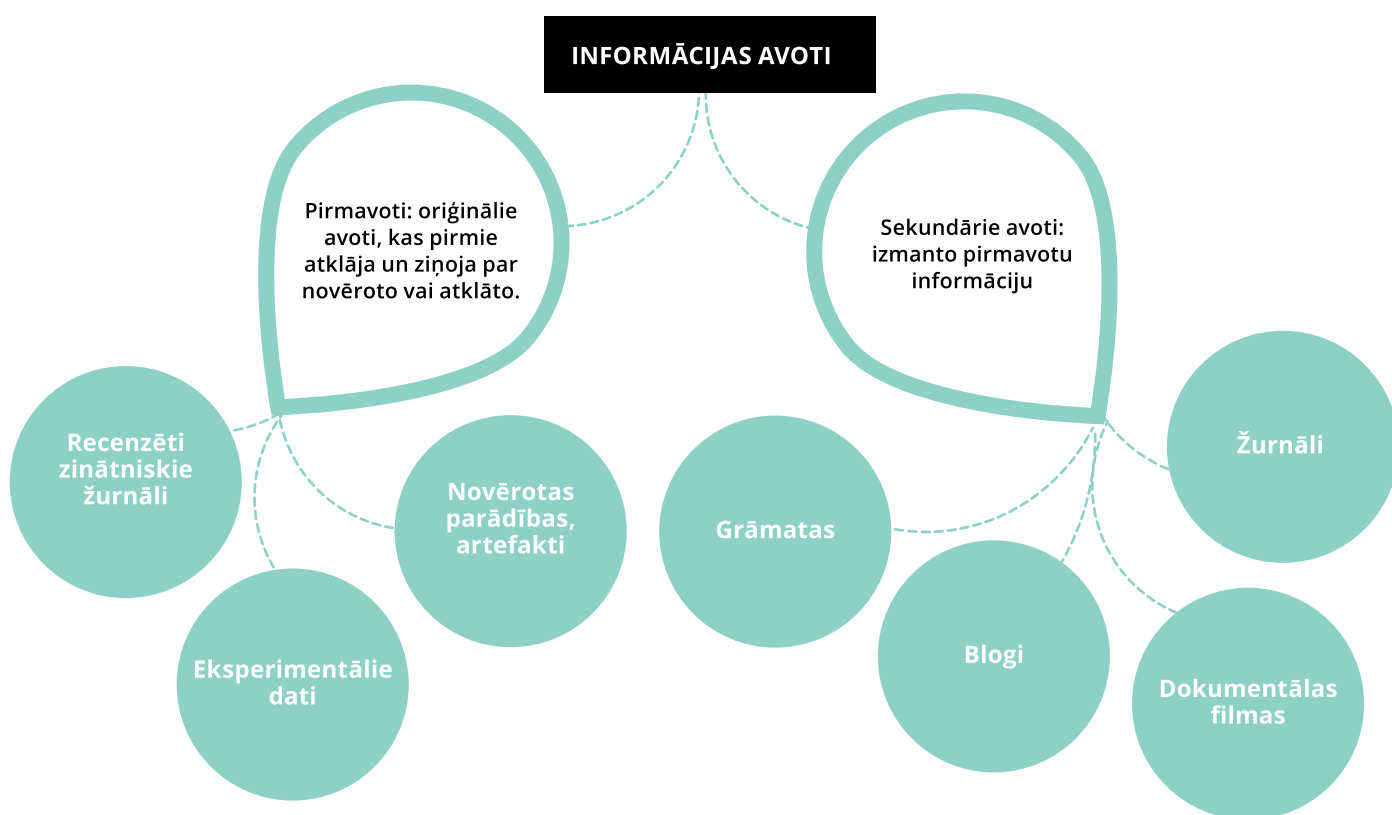 INFORMĀCIJAS AVOTI
Pirmavoti: oriģinālie
avoti, kas pirmie
atklāja un ziņoja par
novēroto vai atklāto.
Sekundārie avoti:
izmanto pirmavotu
informāciju
Recenzēti
zinātniskie
žurnāli
Eksperimentālie
dati
Novērotas
parādības,
artefakti
Grāmatas
Blogi
Dokumentālas
filmas
Žurnāli